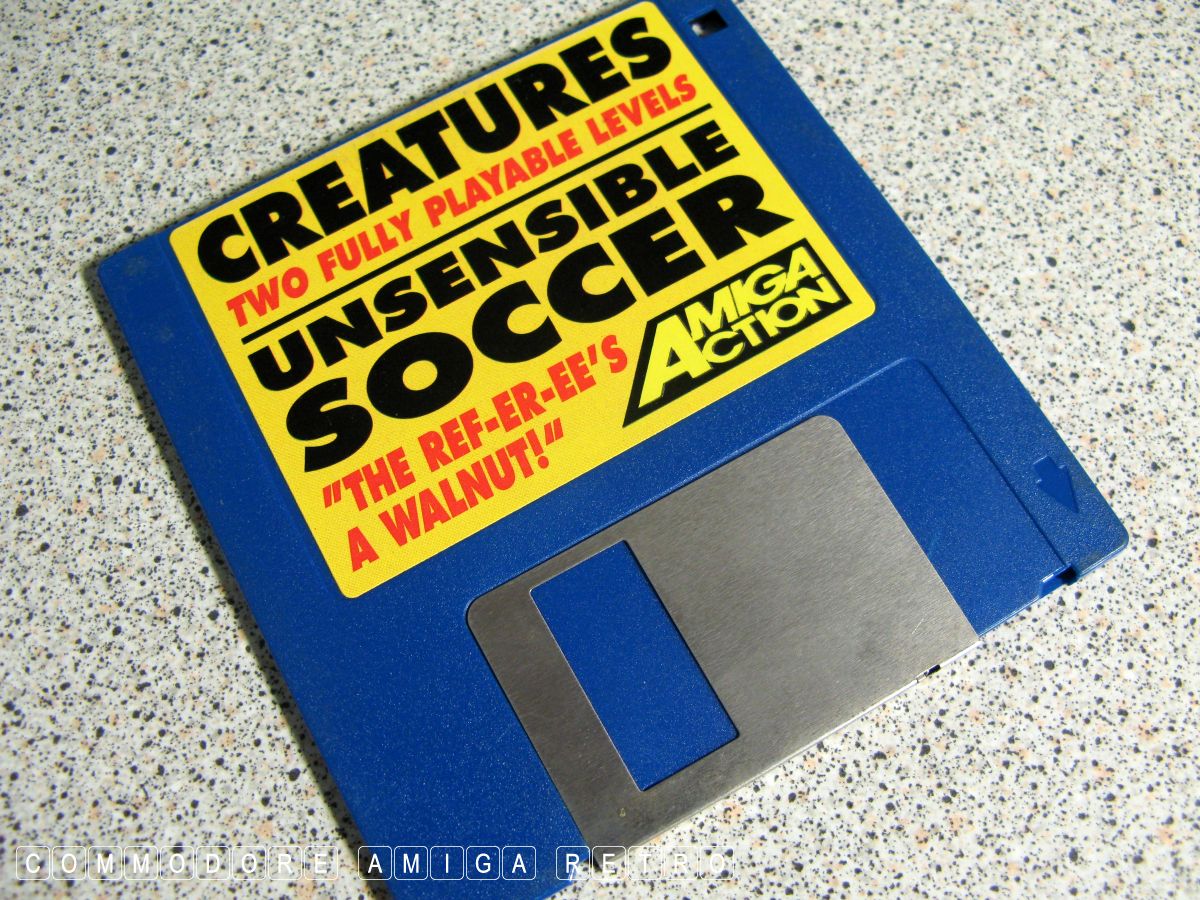 CREATURES
TWO FULLY PLAYABLE LEVELS
UNSENSIBLE
SOCCER
"THE REF-ER-EE'S
A WALNUT!"
AMIGA
ACTION
COMMODORE AMIGA RETRO